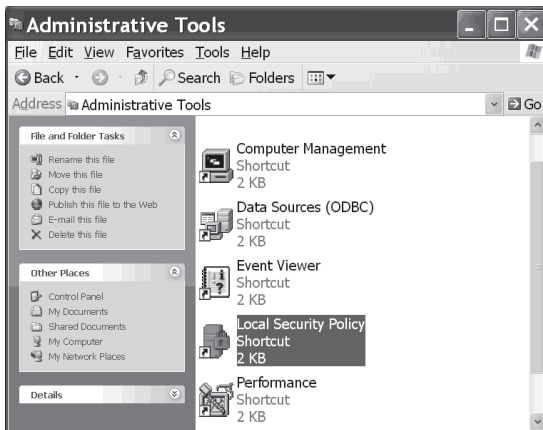 Administrative Tools
File Edit View Favorites Tools Help
Back Search Folders
Address Administrative Tools Go
File and Folder Tasks
Rename this file
Move this file
Copy this file
Publish this file to the Web
E-mail this file
Delete this file
Other Places
Control Panel
My Documents
Shared Documents
My Computer
My Network Places
Details
Computer Management
Shortcut
2 KB
Data Sources (ODBC)
Shortcut
2 KB
Event Viewer
Shortcut
2 KB
Local Security Policy
Shortcut
2 KB
Performance
Shortcut
2 KB